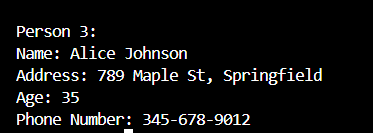 Person 3:
Name: Alice Johnson
Address: 789 Maple St, Springfield
Age: 35
Phone Number: 345-678-9012